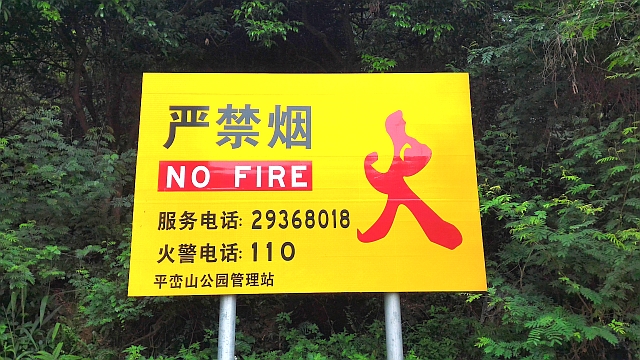 严禁烟火
NO FIRE
服务电话: 29368018
火警电话: 110
平峦山公园管理站